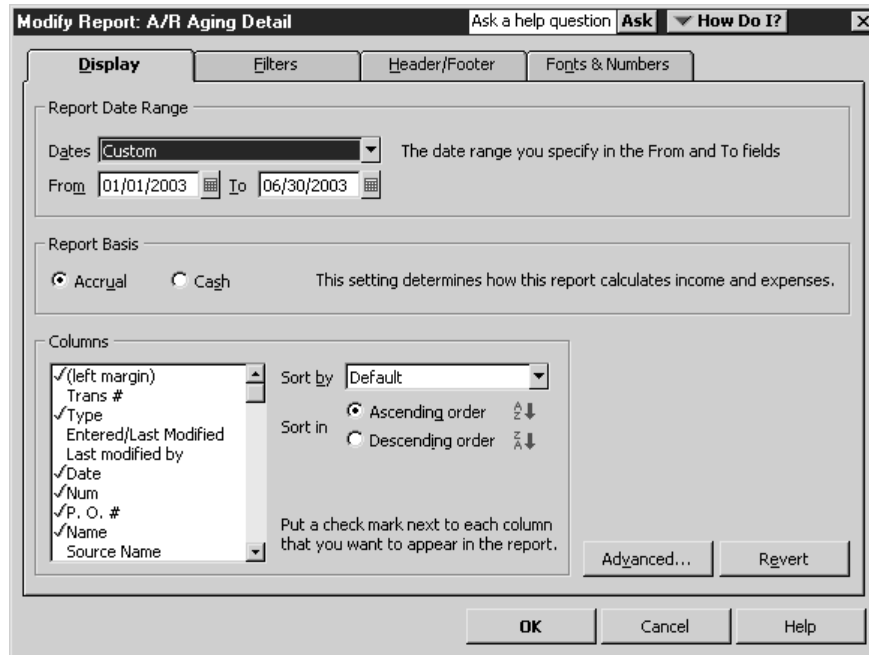 Modify Report: A/R Aging Detail
Ask a help question Ask How Do I?
Display Filters Header/Footer Fonts & Numbers
Report Date Range
Dates Custom The date range you specify in the From and To fields
From 01/01/2003 To 06/30/2003
Report Basis
Accrual Cash This setting determines how this report calculates income and expenses.
Columns
(left margin)
Trans #
Type
Entered/Last Modified
Last modified by
Date
Num
P. O. #
Name
Source Name
Sort by Default
Sort in
Ascending order
Descending order
Put a check mark next to each column
that you want to appear in the report.
Advanced... Revert
OK Cancel Help